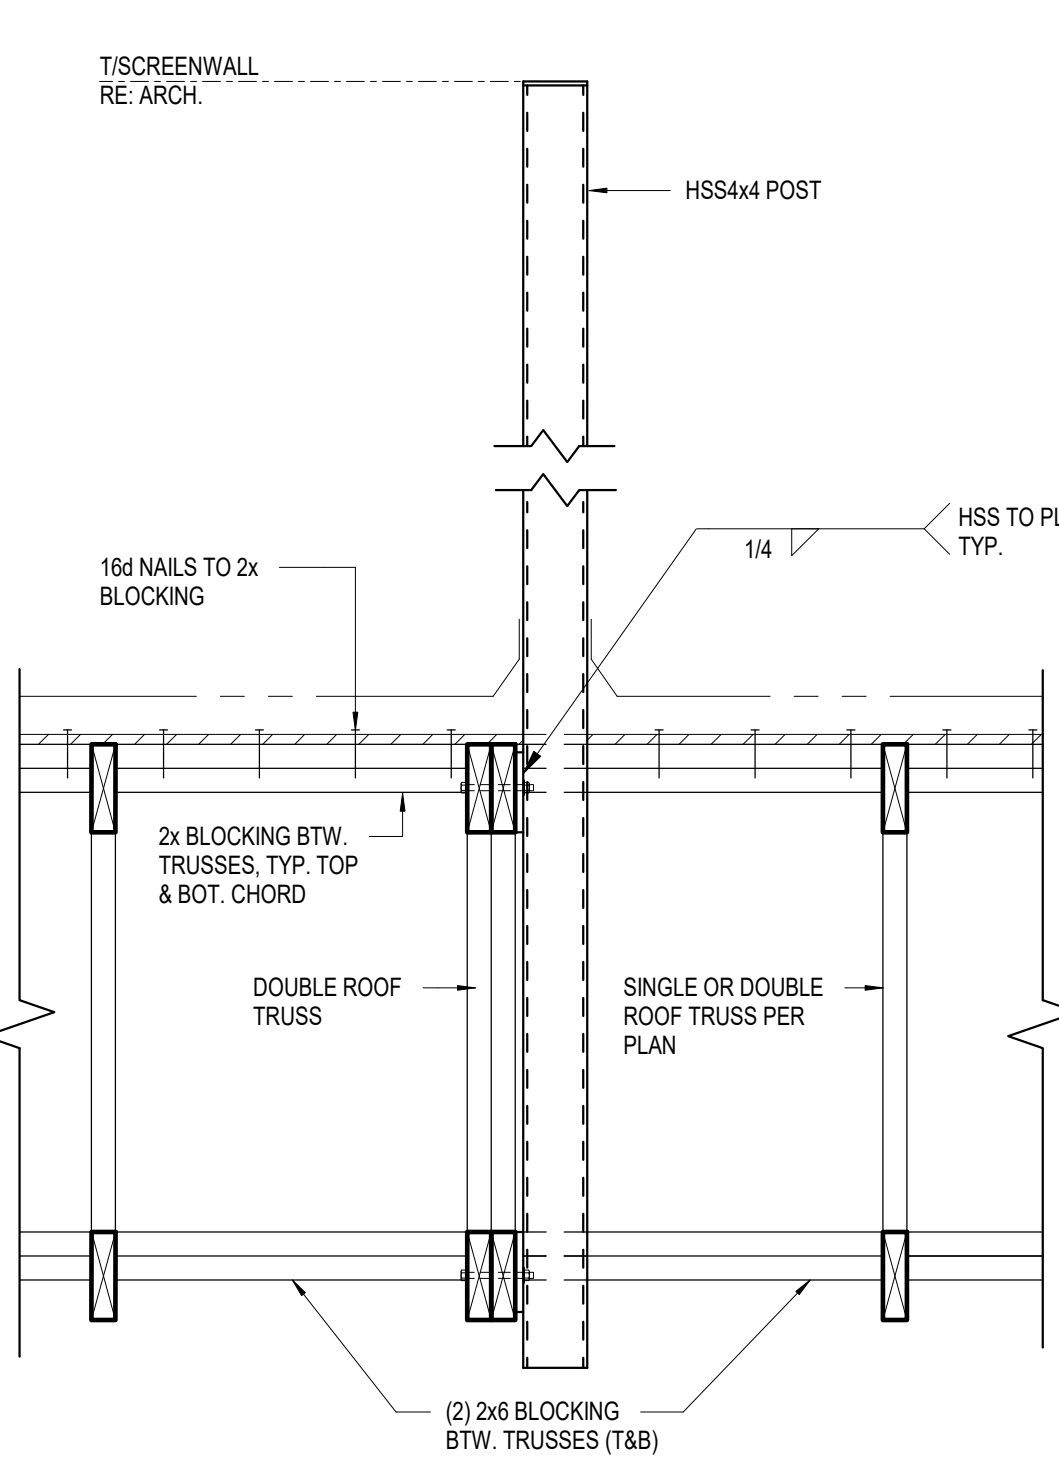 T/SCREENWALL
RE: ARCH.
HSS4x4 POST
HSS TO PL
TYP.
1/4
16d NAILS TO 2x
BLOCKING
2x BLOCKING BTW.
TRUSSES, TYP. TOP
& BOT. CHORD
DOUBLE ROOF
TRUSS
SINGLE OR DOUBLE
ROOF TRUSS PER
PLAN
(2) 2x6 BLOCKING
BTW. TRUSSES (T&B)